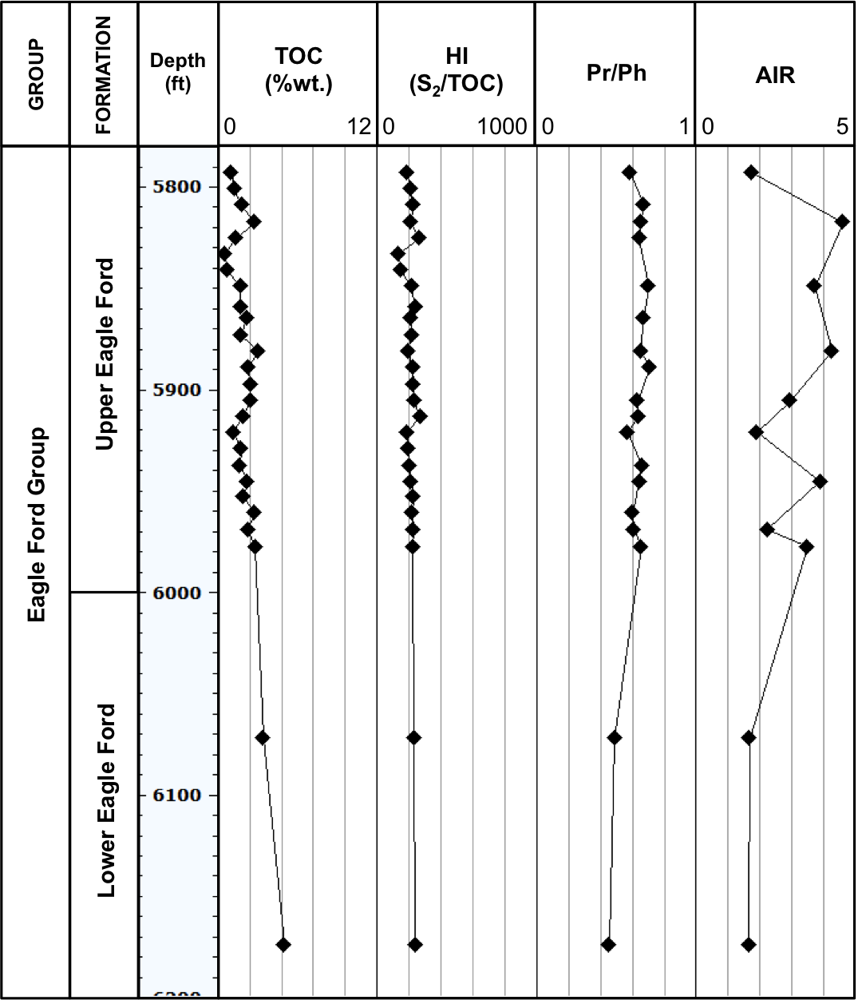 GROUP
FORMATION
Depth
(ft)
TOC
(%wt.)
0 12
HI
(S₂/TOC)
0 1000
Pr/Ph
0 1
AIR
0 5
Eagle Ford Group
Upper Eagle Ford
Lower Eagle Ford
5800
5900
6000
6100